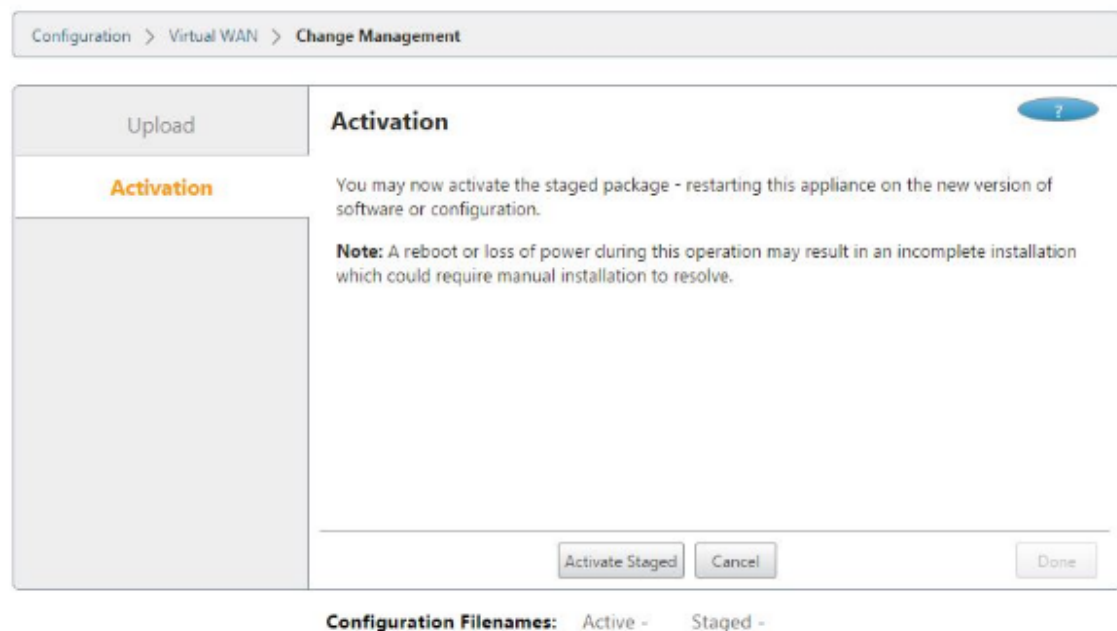 Configuration > Virtual WAN > Change Management
Upload
Activation
Activation
?
You may now activate the staged package - restarting this appliance on the new version of
software or configuration.
Note: A reboot or loss of power during this operation may result in an incomplete installation
which could require manual installation to resolve.
Activate Staged
Cancel
Done
Configuration Filenames: Active - Staged -